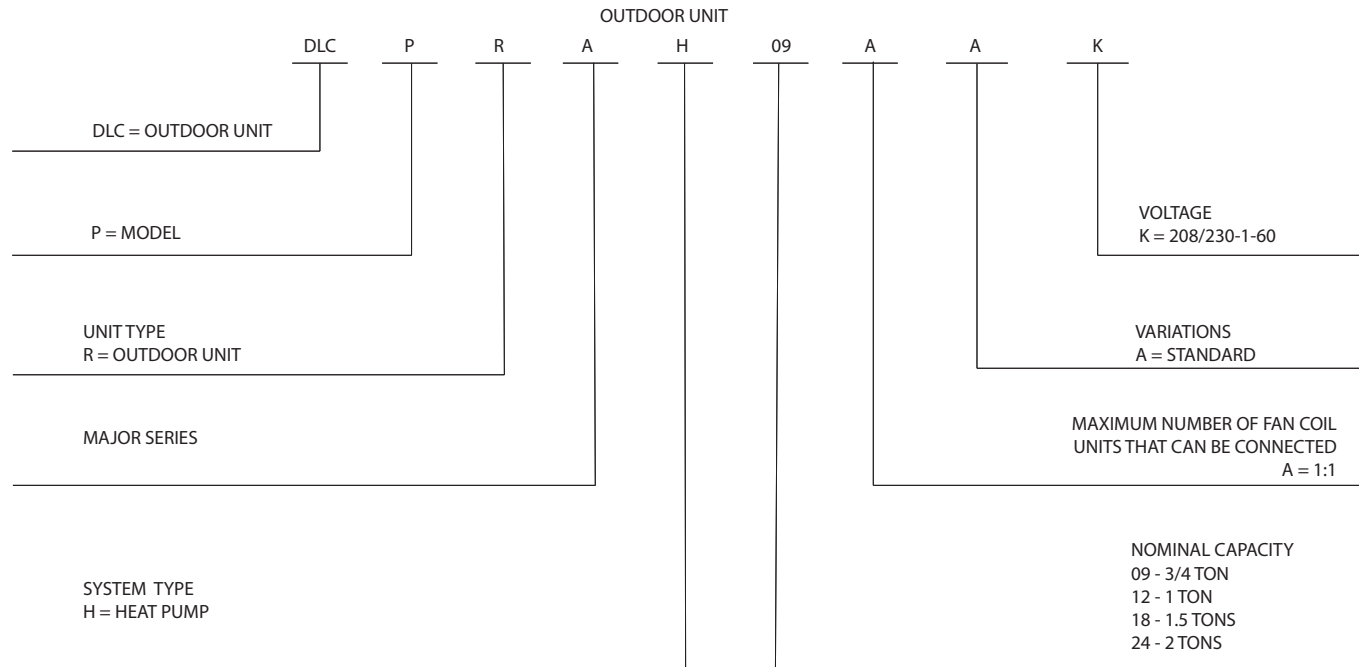 OUTDOOR UNIT
DLC P R A H 09 A A K
DLC = OUTDOOR UNIT
P = MODEL
VOLTAGE
K = 208/230-1-60
UNIT TYPE
R = OUTDOOR UNIT
VARIATIONS
A = STANDARD
MAJOR SERIES
MAXIMUM NUMBER OF FAN COIL
UNITS THAT CAN BE CONNECTED
A = 1:1
SYSTEM TYPE
H = HEAT PUMP
NOMINAL CAPACITY
09 - 3/4 TON
12 - 1 TON
18 - 1.5 TONS
24 - 2 TONS